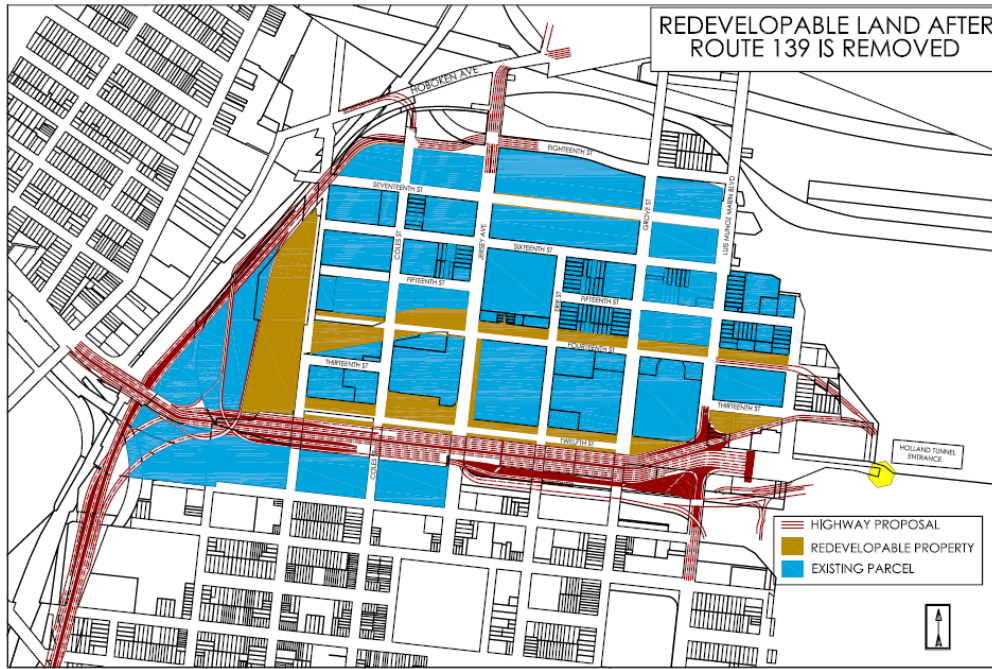 REDEVELOPABLE LAND AFTER
ROUTE 139 IS REMOVED
HOBOKEN AVE
EIGHTEENTH ST
SEVENTEENTH ST
GROVE ST
LUIS MUNOZ MARIN BLVD
COLES ST
JERSEY AVE
SIXTEENTH ST
FIFTEENTH ST
ERIE ST
FIFTEENTH ST
FOURTEENTH ST
THIRTEENTH ST
THIRTEENTH ST
TWELFTH ST
COLES ST
HOLLAND TUNNEL
ENTRANCE
HIGHWAY PROPOSAL
REDEVELOPABLE PROPERTY
EXISTING PARCEL